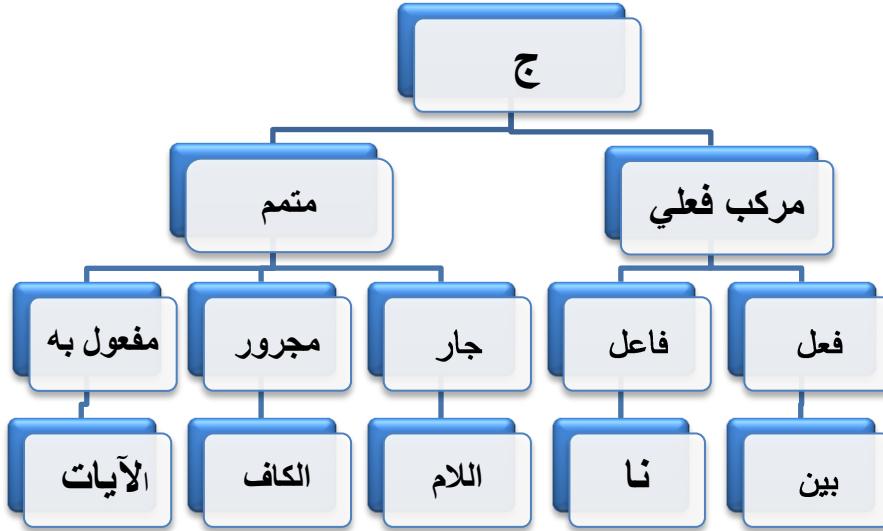 ج
مركب فعلي
متمم
فعل
فاعل
جار
مجرور
مفعول به
بين
نا
اللام
الكاف
الآيات